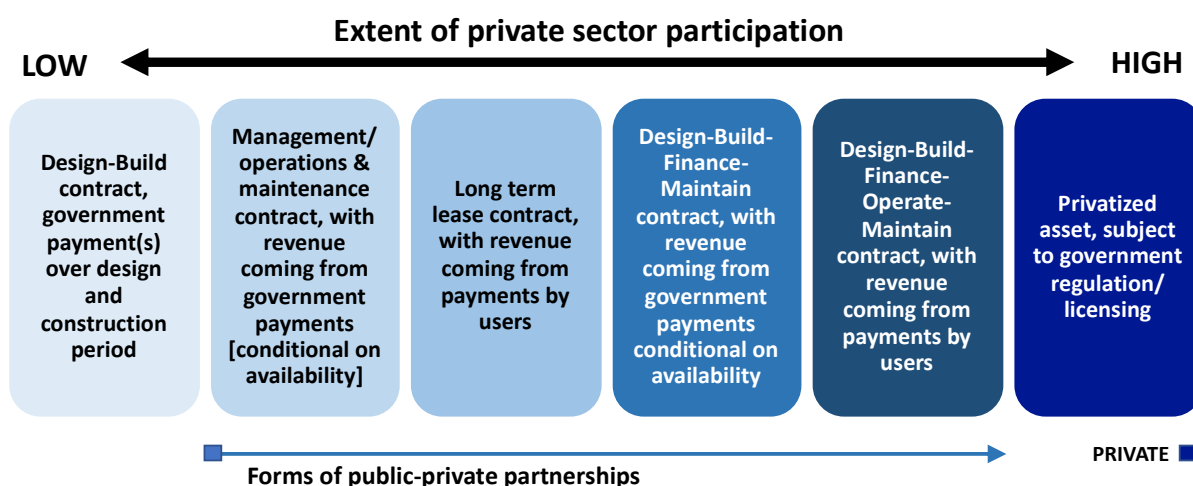 Extent of private sector participation
LOW
HIGH
Design-Build
contract,
government
payment(s)
over design
and
construction
period
Management/
operations &
maintenance
contract, with
revenue
coming from
government
payments
[conditional on
availability]
Long term
lease contract,
with revenue
coming from
payments by
users
Design-Build-
Finance-
Maintain
contract, with
revenue
coming from
government
payments
conditional on
availability
Design-Build-
Finance-
Operate-
Maintain
contract, with
revenue
coming from
payments by
users
Privatized
asset, subject
to government
regulation/
licensing
Forms of public-private partnerships
PRIVATE